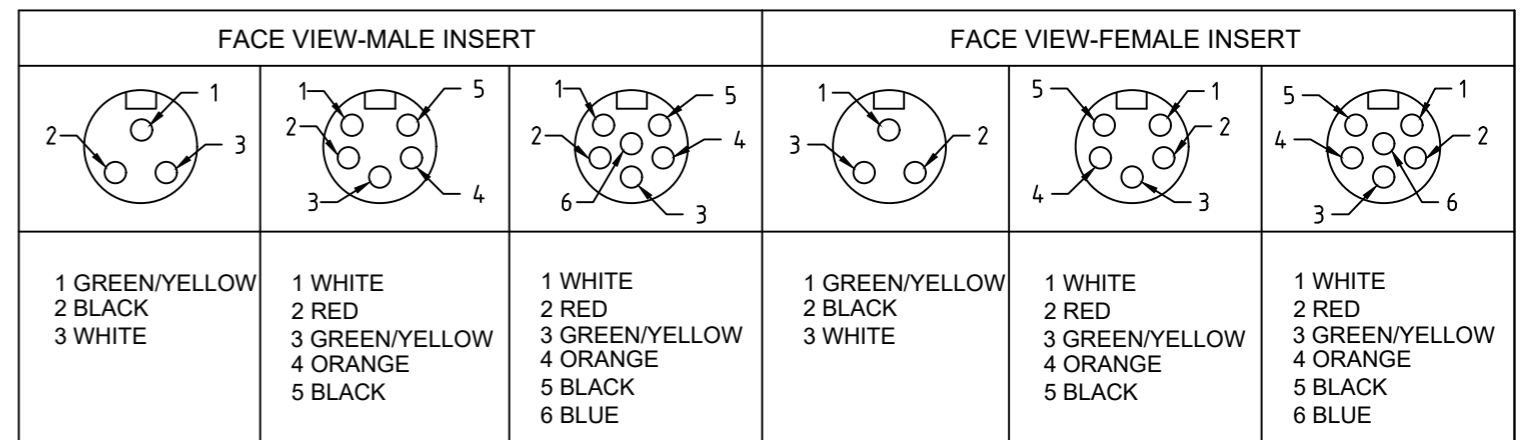 FACE VIEW-MALE INSERT
FACE VIEW-FEMALE INSERT
1
2
3
1
5
2
3
4
1
5
2
4
6
3
1
3
2
5
1
2
4
3
5
1
4
2
3
6
1 GREEN/YELLOW
2 BLACK
3 WHITE
1 WHITE
2 RED
3 GREEN/YELLOW
4 ORANGE
5 BLACK
1 WHITE
2 RED
3 GREEN/YELLOW
4 ORANGE
5 BLACK
6 BLUE
1 GREEN/YELLOW
2 BLACK
3 WHITE
1 WHITE
2 RED
3 GREEN/YELLOW
4 ORANGE
5 BLACK
1 WHITE
2 RED
3 GREEN/YELLOW
4 ORANGE
5 BLACK
6 BLUE